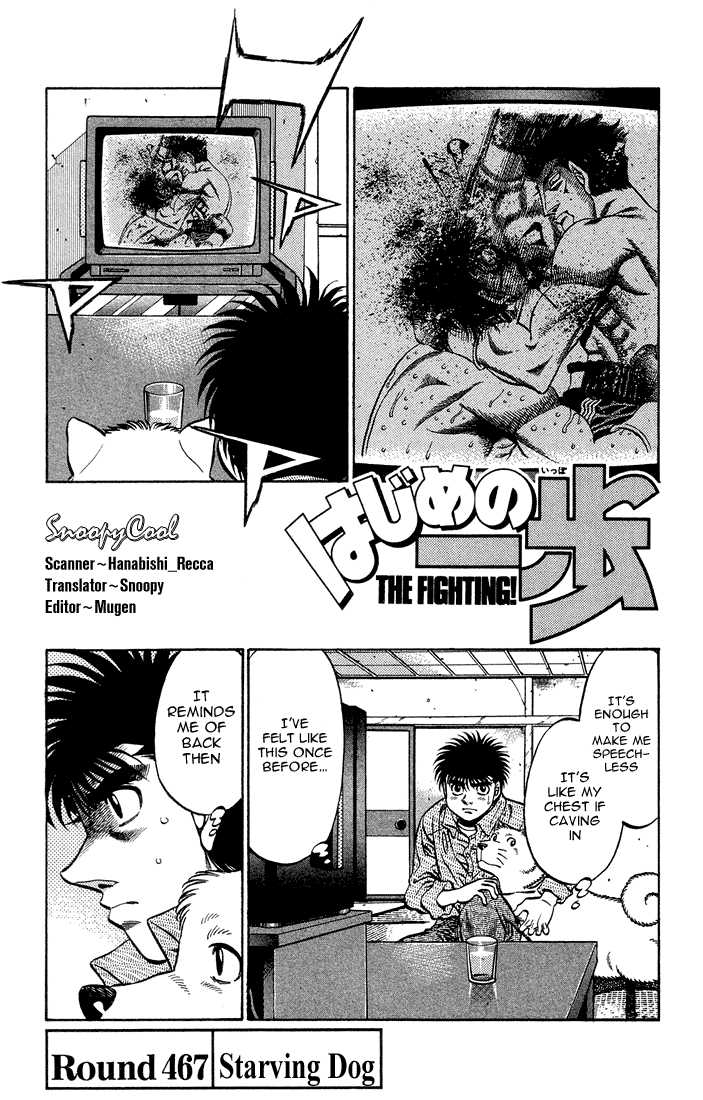 いっぽ
はじめの一歩
THE FIGHTING!
SnoopyCool
Scanner~Hanabishi_Recca
Translator~Snoopy
Editor~Mugen
IT'S
ENOUGH
TO
MAKE ME
SPEECH-
LESS
IT'S
LIKE MY
CHEST IF
CAVING
IN
I'VE
FELT LIKE
THIS ONCE
BEFORE...
IT
REMINDS
ME OF
BACK
THEN
Round 467
Starving Dog